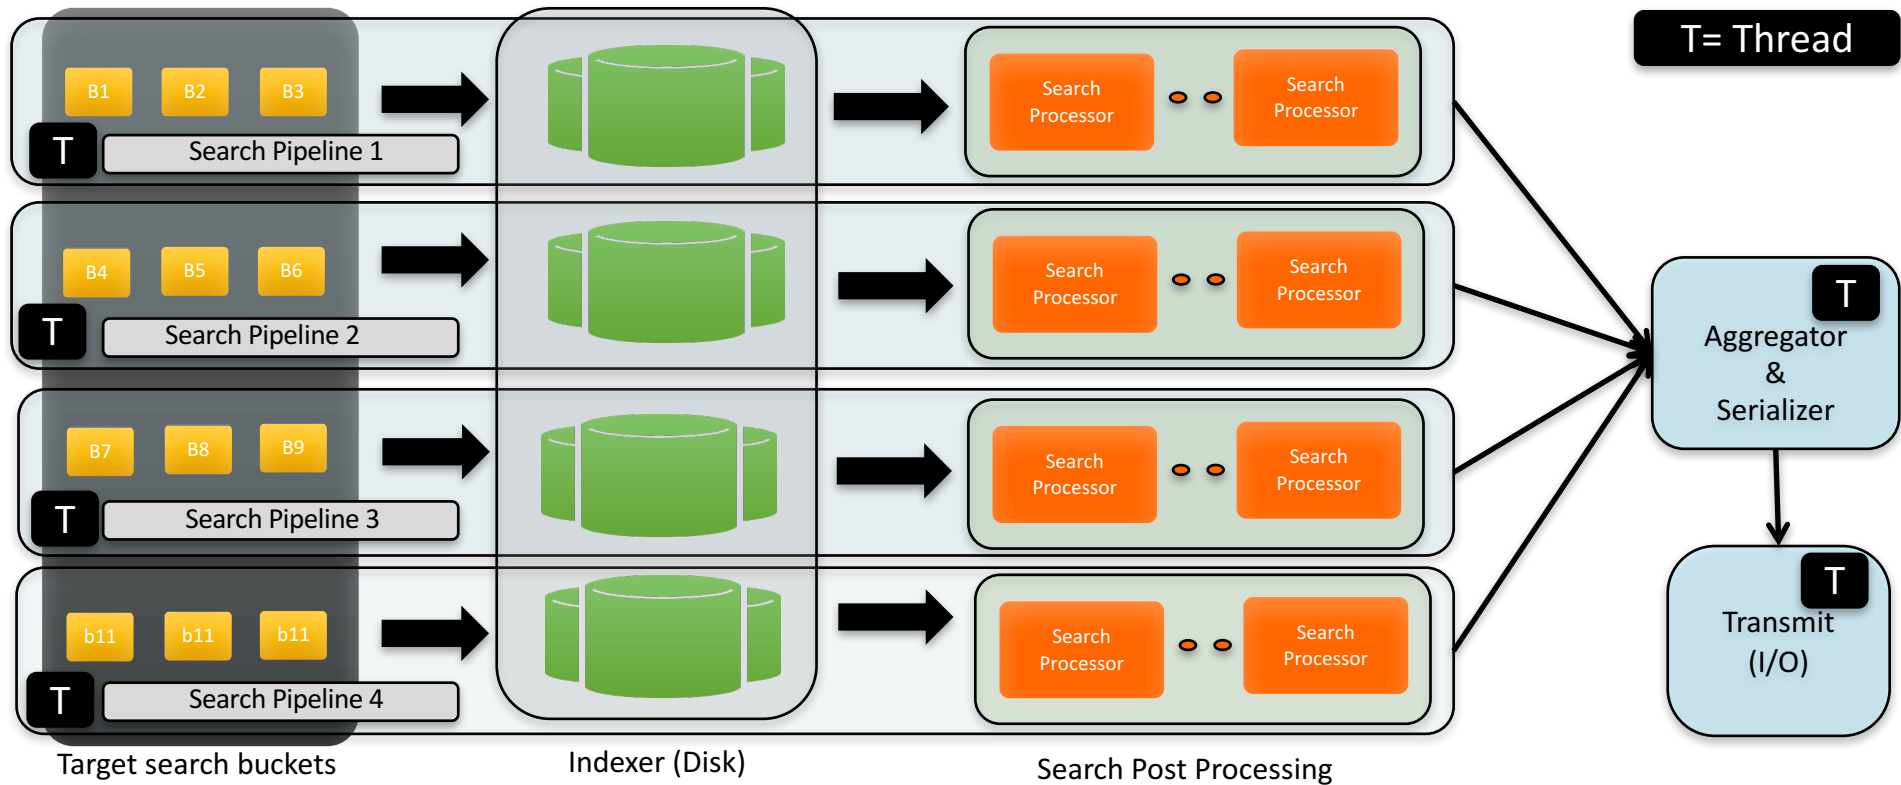 T= Thread
B1
B2
B3
T
Search Pipeline 1
Search
Processor
Search
Processor
B4
B5
B6
T
Search Pipeline 2
Search
Processor
Search
Processor
B7
B8
B9
T
Search Pipeline 3
Search
Processor
Search
Processor
b11
b11
b11
T
Search Pipeline 4
Search
Processor
Search
Processor
T
Aggregator
&
Serializer
T
Transmit
(I/O)
Target search buckets
Indexer (Disk)
Search Post Processing